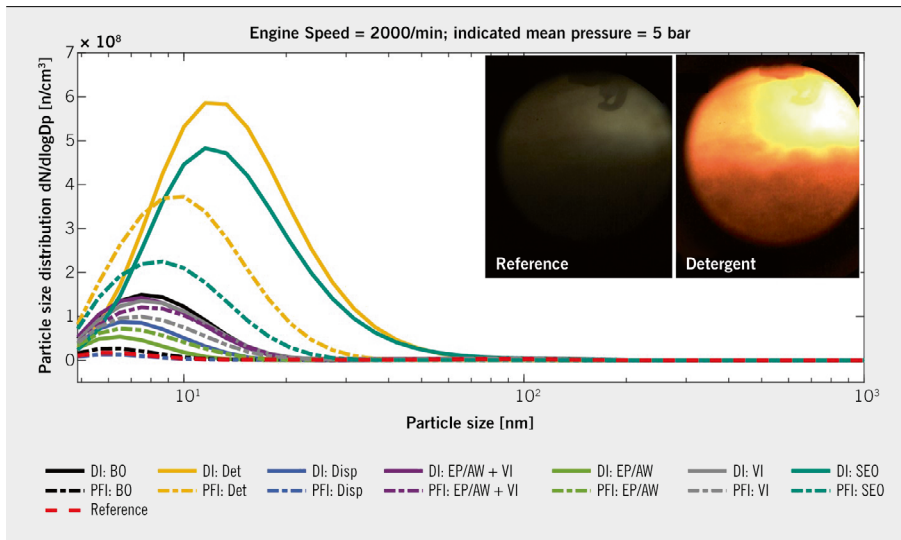 Engine Speed = 2000/min; indicated mean pressure = 5 bar
7 × 10⁸
6
5
4
3
2
1
0
Particle size distribution dN/dlogDp [n/cm³]
Reference
Detergent
10¹
10²
10³
Particle size [nm]
DI: BO
DI: Det
DI: Disp
DI: EP/AW + VI
DI: EP/AW
DI: VI
DI: SEO
PFI: BO
PFI: Det
PFI: Disp
PFI: EP/AW + VI
PFI: EP/AW
PFI: VI
PFI: SEO
Reference